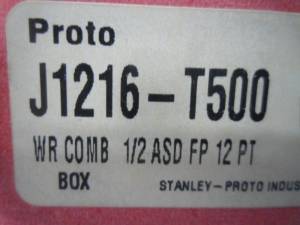 Proto
J1216-T500
WR COMB 1/2 ASD FP 12 PT
BOX STANLEY-PROTO INDUS